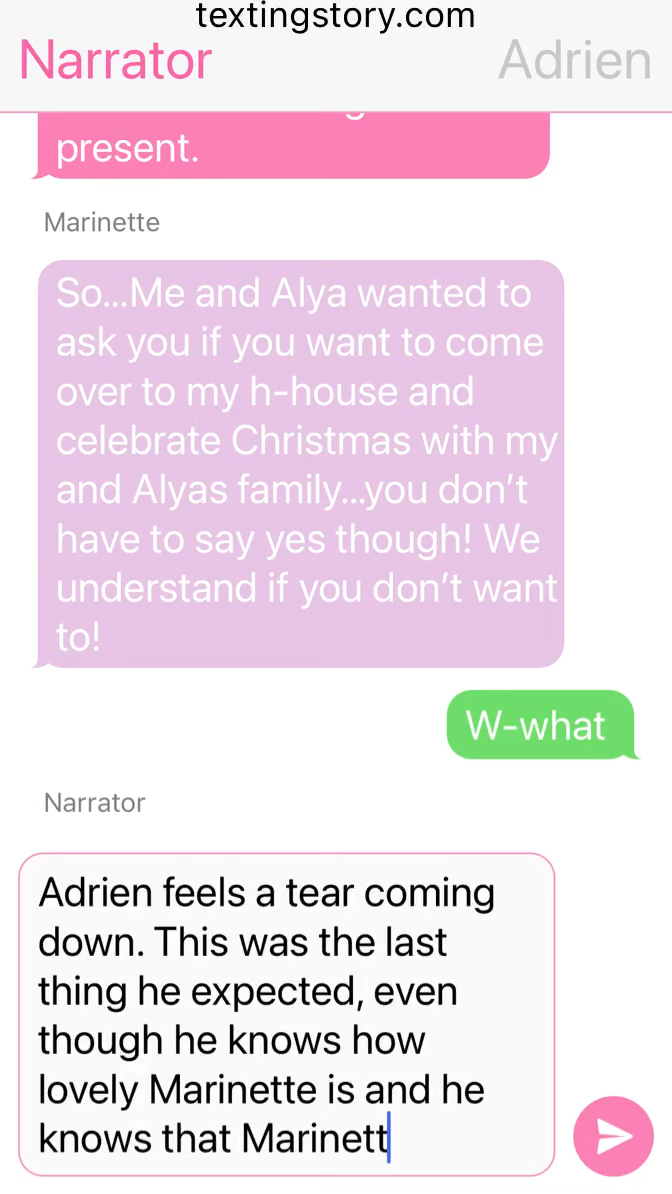 textingstory.com
Narrator
Adrien
present.
Marinette
So...Me and Alya wanted to
ask you if you want to come
over to my h-house and
celebrate Christmas with my
and Alyas family...you don’t
have to say yes though! We
understand if you don’t want
to!
W-what
Narrator
Adrien feels a tear coming
down. This was the last
thing he expected, even
though he knows how
lovely Marinette is and he
knows that Marinett